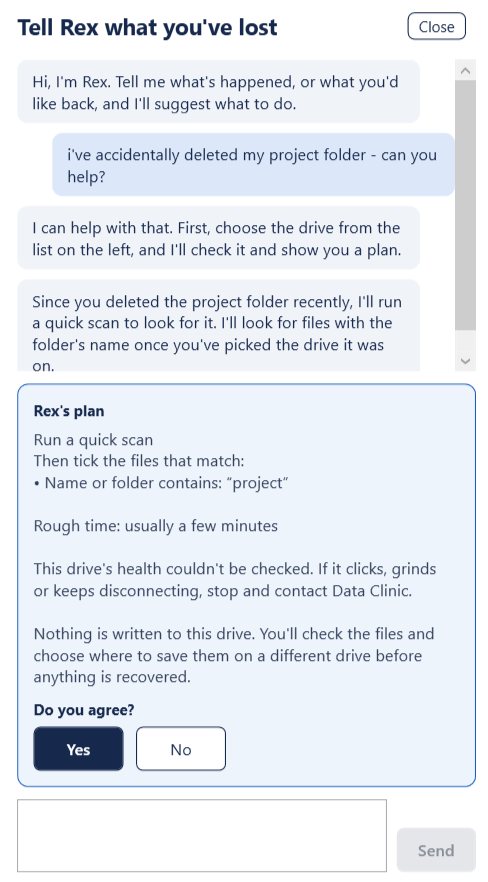 Tell Rex what you've lost
Close
Hi, I'm Rex. Tell me what's happened, or what you'd
like back, and I'll suggest what to do.
i've accidentally deleted my project folder - can you
help?
I can help with that. First, choose the drive from the
list on the left, and I'll check it and show you a plan.
Since you deleted the project folder recently, I'll run
a quick scan to look for it. I'll look for files with the
folder's name once you've picked the drive it was
on.
Rex's plan
Run a quick scan
Then tick the files that match:
• Name or folder contains: “project”
Rough time: usually a few minutes
This drive's health couldn't be checked. If it clicks, grinds
or keeps disconnecting, stop and contact Data Clinic.
Nothing is written to this drive. You'll check the files and
choose where to save them on a different drive before
anything is recovered.
Do you agree?
Yes
No
Send